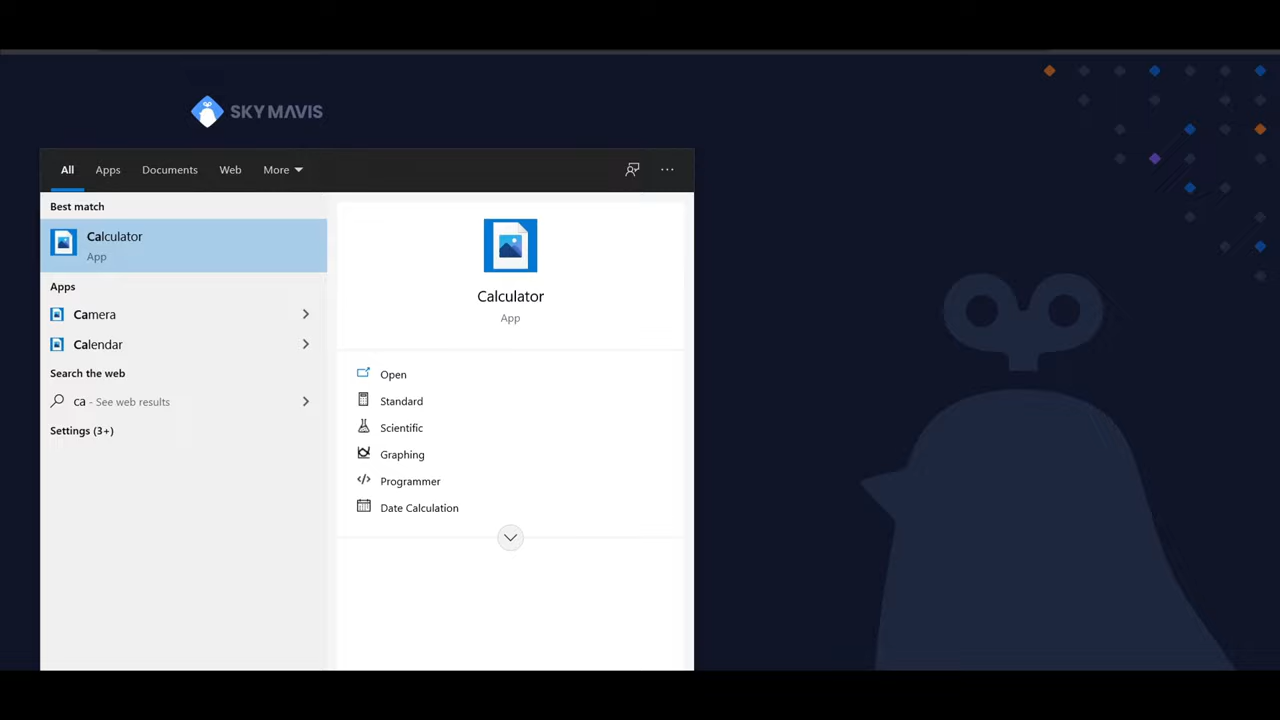 SKY MAVIS
All Apps Documents Web More
Best match
Calculator
App
Apps
Camera
Calendar
Search the web
ca - See web results
Settings (3+)
Calculator
App
Open
Standard
Scientific
Graphing
Programmer
Date Calculation